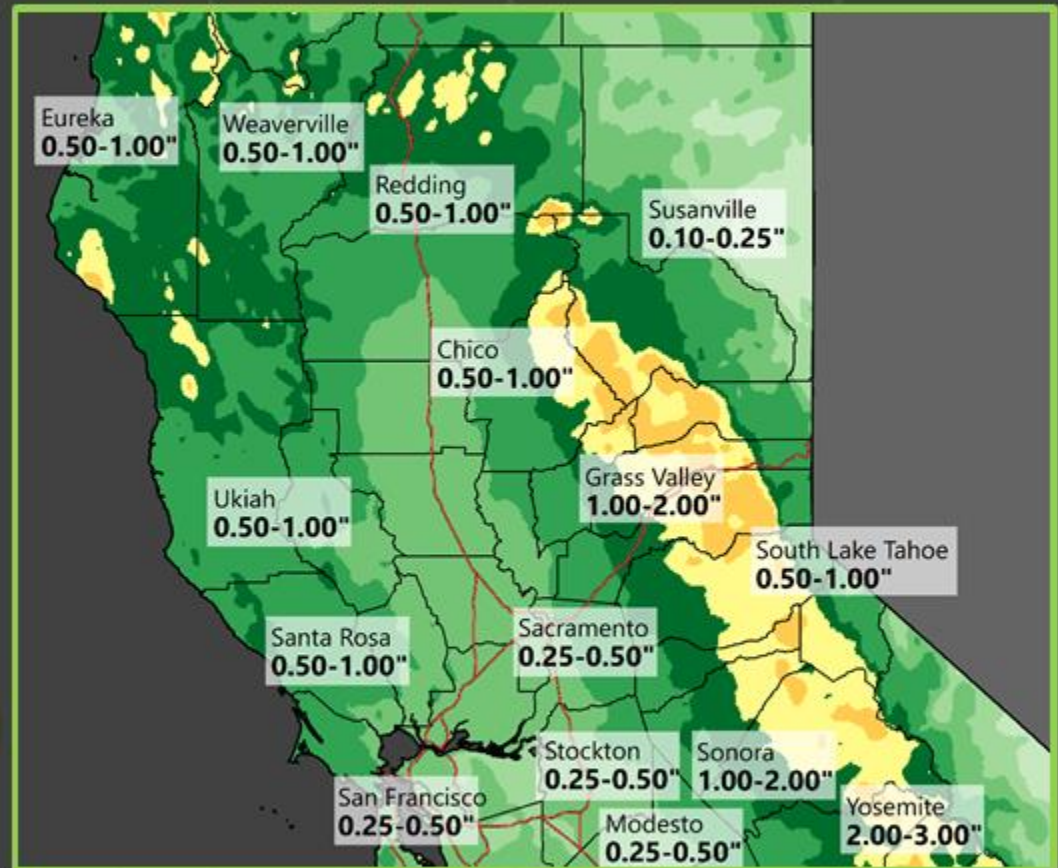 Eureka
0.50-1.00"
Weaverville
0.50-1.00"
Redding
0.50-1.00"
Susanville
0.10-0.25"
Chico
0.50-1.00"
Grass Valley
1.00-2.00"
Ukiah
0.50-1.00"
South Lake Tahoe
0.50-1.00"
Santa Rosa
0.50-1.00"
Sacramento
0.25-0.50"
Stockton
0.25-0.50"
Sonora
1.00-2.00"
San Francisco
0.25-0.50"
Modesto
0.25-0.50"
Yosemite
2.00-3.00"